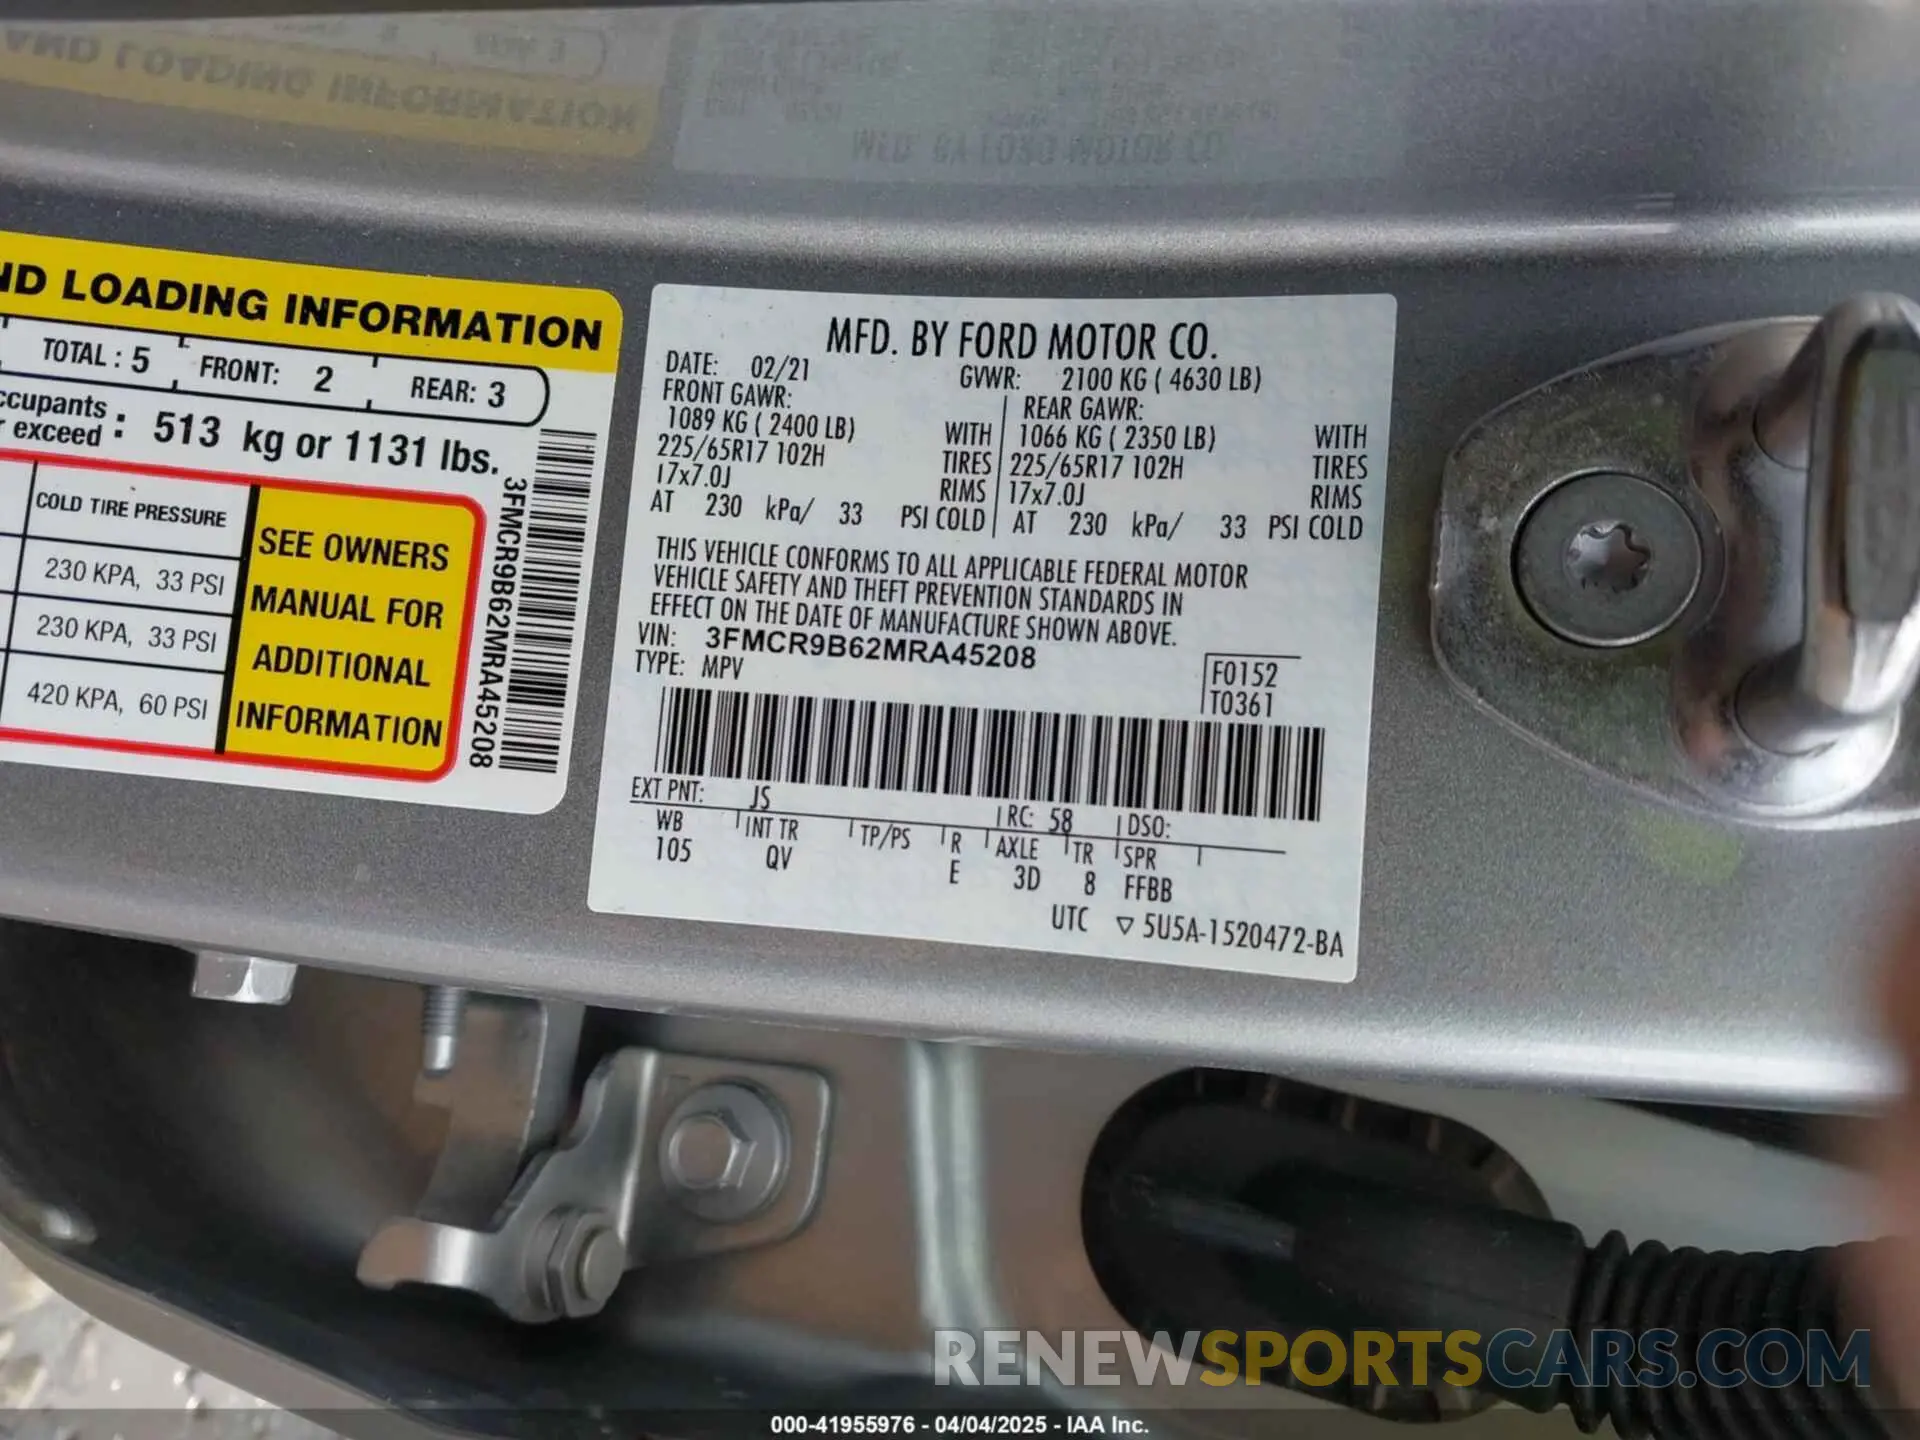 ND LOADING INFORMATION
TOTAL : 5 FRONT: 2 REAR: 3
ccupants
r exceed : 513 kg or 1131 lbs.
COLD TIRE PRESSURE
230 KPA, 33 PSI
230 KPA, 33 PSI
420 KPA, 60 PSI
SEE OWNERS
MANUAL FOR
ADDITIONAL
INFORMATION
3FMCR9B62MRA45208
MFD. BY FORD MOTOR CO.
DATE: 02/21 GVWR: 2100 KG ( 4630 LB)
FRONT GAWR: REAR GAWR:
1089 KG ( 2400 LB) WITH 1066 KG ( 2350 LB) WITH
225/65R17 102H TIRES 225/65R17 102H TIRES
17x7.0J RIMS 17x7.0J RIMS
AT 230 kPa/ 33 PSI COLD AT 230 kPa/ 33 PSI COLD
THIS VEHICLE CONFORMS TO ALL APPLICABLE FEDERAL MOTOR
VEHICLE SAFETY AND THEFT PREVENTION STANDARDS IN
EFFECT ON THE DATE OF MANUFACTURE SHOWN ABOVE.
VIN: 3FMCR9B62MRA45208
TYPE: MPV
F0152
T0361
EXT PNT: JS RC: 58 DSO:
WB INT TR TP/PS R AXLE TR SPR
105 QV E 3D 8 FFBB
UTC ▽ 5U5A-1520472-BA
RENEWSPORTSCARS.COM
000-41955976 - 04/04/2025 - IAA Inc.